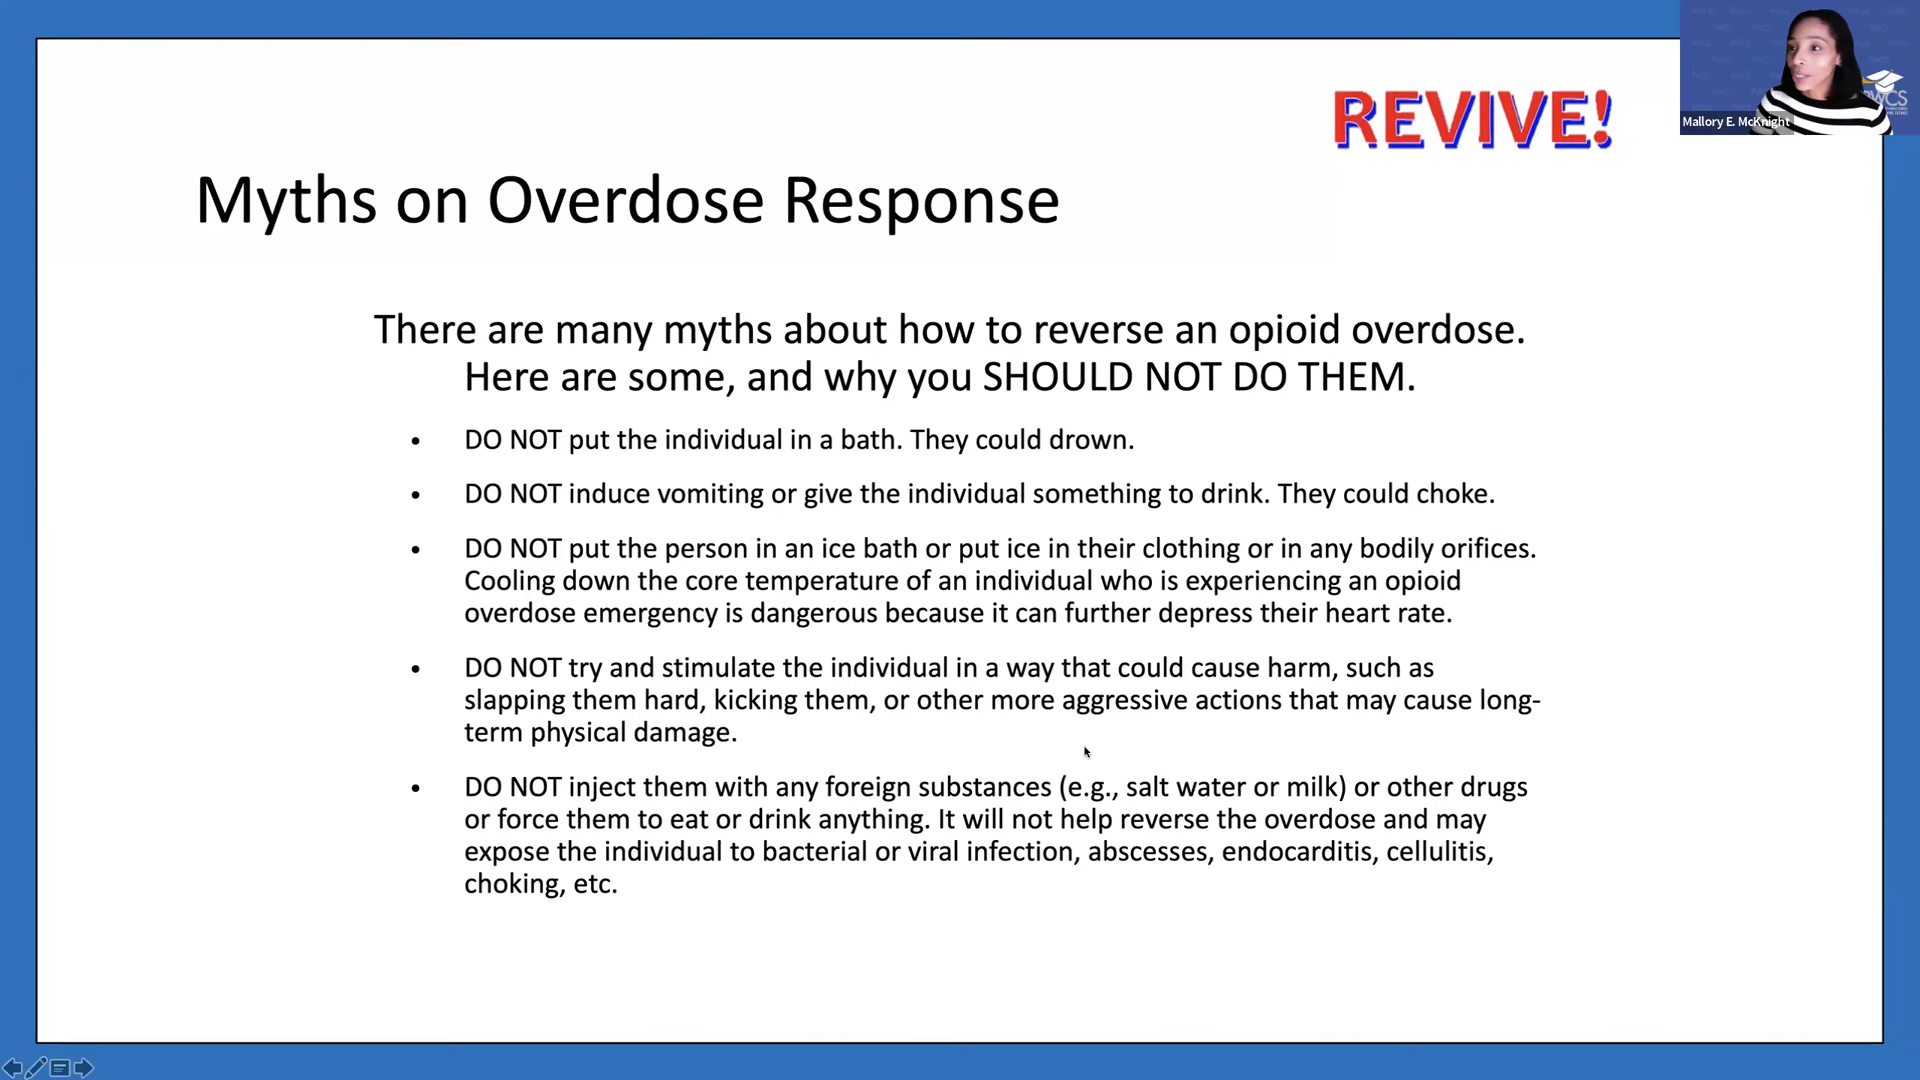 REVIVE!
Mallory E. McKnight
Myths on Overdose Response
There are many myths about how to reverse an opioid overdose.
Here are some, and why you SHOULD NOT DO THEM.
• DO NOT put the individual in a bath. They could drown.
• DO NOT induce vomiting or give the individual something to drink. They could choke.
• DO NOT put the person in an ice bath or put ice in their clothing or in any bodily orifices.
Cooling down the core temperature of an individual who is experiencing an opioid
overdose emergency is dangerous because it can further depress their heart rate.
• DO NOT try and stimulate the individual in a way that could cause harm, such as
slapping them hard, kicking them, or other more aggressive actions that may cause long-
term physical damage.
• DO NOT inject them with any foreign substances (e.g., salt water or milk) or other drugs
or force them to eat or drink anything. It will not help reverse the overdose and may
expose the individual to bacterial or viral infection, abscesses, endocarditis, cellulitis,
choking, etc.